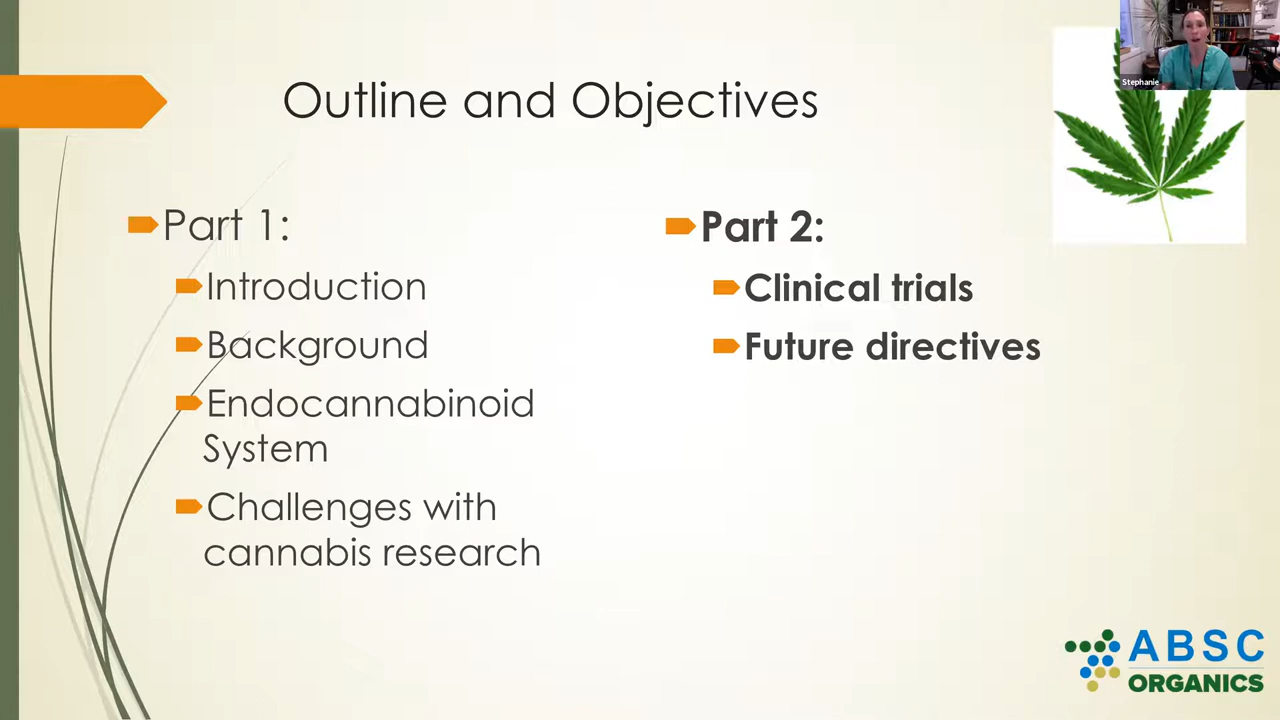 Outline and Objectives
Stephanie
Part 1:
Introduction
Background
Endocannabinoid
System
Challenges with
cannabis research
Part 2:
Clinical trials
Future directives
ABSC
ORGANICS